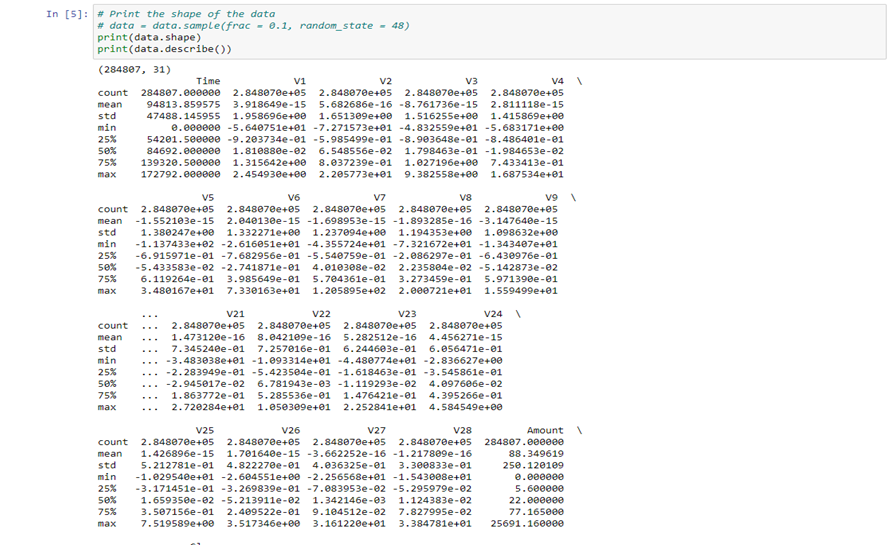 In [5]: # Print the shape of the data
# data = data.sample(frac = 0.1, random_state = 48)
print(data.shape)
print(data.describe())
(284807, 31)
Time V1 V2 V3 V4 \
count 284807.000000 2.848070e+05 2.848070e+05 2.848070e+05 2.848070e+05
mean 94813.859575 3.918649e-15 5.682686e-16 -8.761736e-15 2.811118e-15
std 47488.145955 1.958696e+00 1.651309e+00 1.516255e+00 1.415869e+00
min 0.000000 -5.640751e+01 -7.271573e+01 -4.832559e+01 -5.683171e+00
25% 54201.500000 -9.203734e-01 -5.985499e-01 -8.903648e-01 -8.486401e-01
50% 84692.000000 1.810880e-02 6.548556e-02 1.798463e-01 -1.984653e-02
75% 139320.500000 1.315642e+00 8.037239e-01 1.027196e+00 7.433413e-01
max 172792.000000 2.454930e+00 2.205773e+01 9.382558e+00 1.687534e+01
V5 V6 V7 V8 V9 \
count 2.848070e+05 2.848070e+05 2.848070e+05 2.848070e+05 2.848070e+05
mean -1.552103e-15 2.040130e-15 -1.698953e-15 -1.893285e-16 -3.147640e-15
std 1.380247e+00 1.332271e+00 1.237094e+00 1.194353e+00 1.098632e+00
min -1.137433e+02 -2.616051e+01 -4.355724e+01 -7.321672e+01 -1.343407e+01
25% -6.915971e-01 -7.682956e-01 -5.540759e-01 -2.086297e-01 -6.430976e-01
50% -5.433583e-02 -2.741871e-01 4.010308e-02 2.235804e-02 -5.142873e-02
75% 6.119264e-01 3.985649e-01 5.704361e-01 3.273459e-01 5.971390e-01
max 3.480167e+01 7.330163e+01 1.205895e+02 2.000721e+01 1.559499e+01
... V21 V22 V23 V24 \
count ... 2.848070e+05 2.848070e+05 2.848070e+05 2.848070e+05
mean ... 1.473120e-16 8.042109e-16 5.282512e-16 4.456271e-15
std ... 7.345240e-01 7.257016e-01 6.244603e-01 6.056471e-01
min ... -3.483038e+01 -1.093314e+01 -4.480774e+01 -2.836627e+00
25% ... -2.283949e-01 -5.423504e-01 -1.618463e-01 -3.545861e-01
50% ... -2.945017e-02 6.781943e-03 -1.119293e-02 4.097606e-02
75% ... 1.863772e-01 5.285536e-01 1.476421e-01 4.395266e-01
max ... 2.720284e+01 1.050309e+01 2.252841e+01 4.584549e+00
V25 V26 V27 V28 Amount \
count 2.848070e+05 2.848070e+05 2.848070e+05 2.848070e+05 284807.000000
mean 1.426896e-15 1.701640e-15 -3.662252e-16 -1.217809e-16 88.349619
std 5.212781e-01 4.822270e-01 4.036325e-01 3.300833e-01 250.120109
min -1.029540e+01 -2.604551e+00 -2.256568e+01 -1.543008e+01 0.000000
25% -3.171451e-01 -3.269839e-01 -7.083953e-02 -5.295979e-02 5.600000
50% 1.659350e-02 -5.213911e-02 1.342146e-03 1.124383e-02 22.000000
75% 3.507156e-01 2.409522e-01 9.104512e-02 7.827995e-02 77.165000
max 7.519589e+00 3.517346e+00 3.161220e+01 3.384781e+01 25691.160000